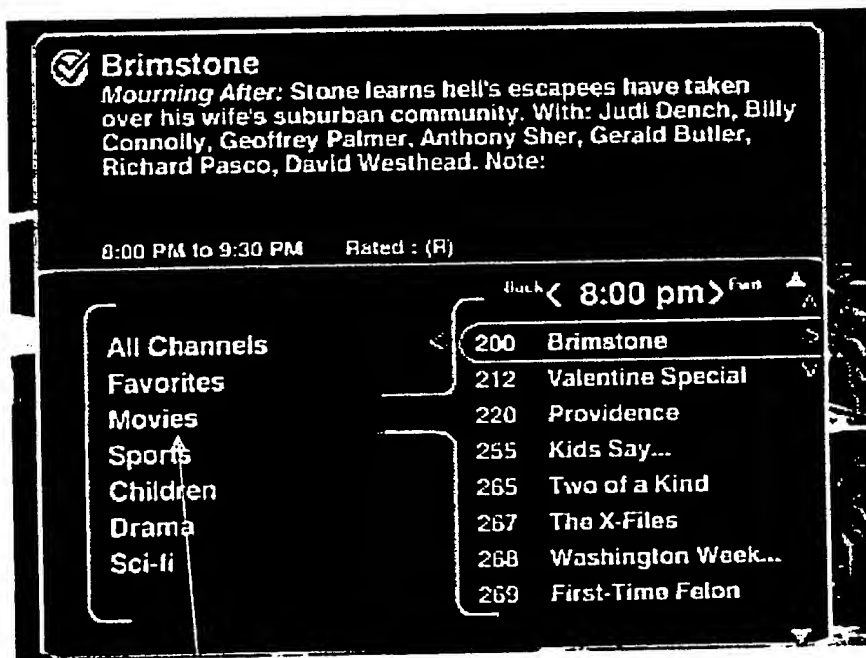 Brimstone
Mourning After: Stone learns hell's escapees have taken
over his wife's suburban community. With: Judi Dench, Billy
Connolly, Geoffrey Palmer, Anthony Sher, Gerald Butler,
Richard Pasco, David Westhead. Note:
8:00 PM to 9:30 PM Rated : (R)
Back < 8:00 pm > Fwd
All Channels
Favorites
Movies
Sports
Children
Drama
Sci-fi
200 Brimstone
212 Valentine Special
220 Providence
255 Kids Say...
265 Two of a Kind
267 The X-Files
268 Washington Week...
269 First-Time Felon